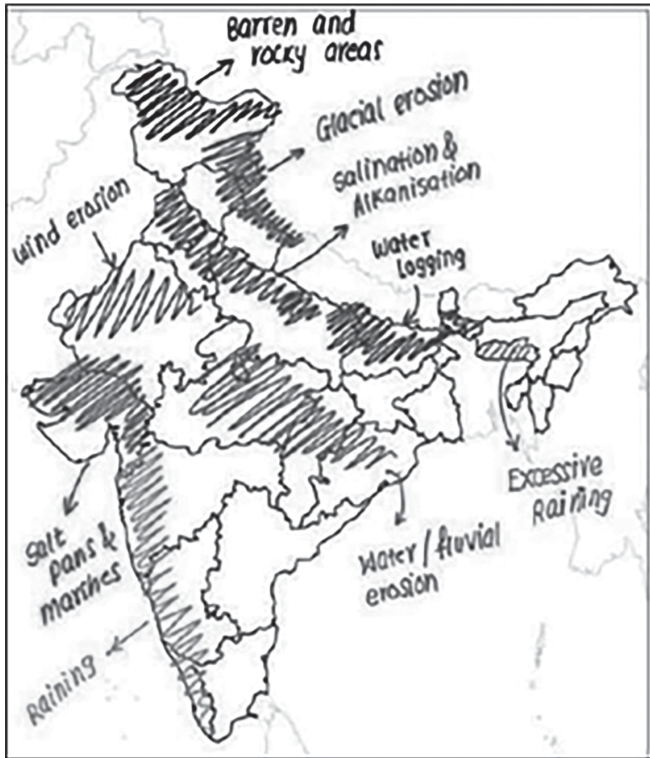 Barren and
rocky areas
Glacial erosion
Salination &
Alkanisation
Wind erosion
Water
Logging
Excessive
Raining
Salt
pans &
marshes
Water / fluvial
erosion
Raining